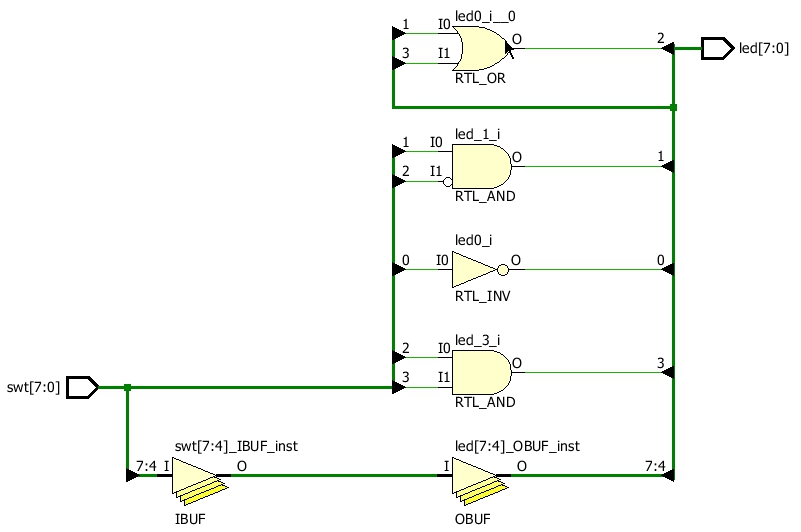 led0_i__0
1 I0 O 2 led[7:0]
3 I1
RTL_OR
led_1_i
1 I0 O 1
2 I1
RTL_AND
led0_i
0 I0 O 0
RTL_INV
led_3_i
2 I0 O 3
swt[7:0] 3 I1
RTL_AND
swt[7:4]_IBUF_inst led[7:4]_OBUF_inst
7:4 I O I O 7:4
IBUF OBUF